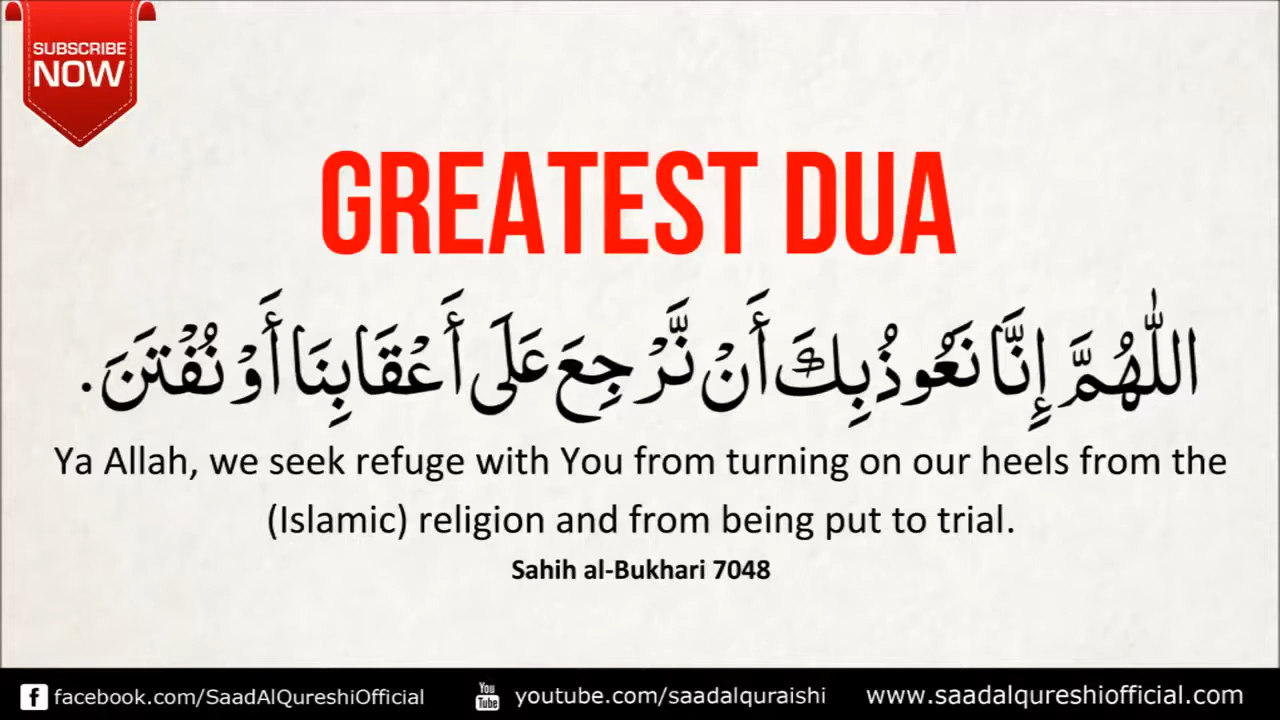 SUBSCRIBE
NOW
GREATEST DUA
اللّٰهُمَّ إِنَّا نَعُوذُ بِكَ أَنْ نَّرْجِعَ عَلَى أَعْقَابِنَا أَوْ نُفْتَنَ.
Ya Allah, we seek refuge with You from turning on our heels from the
(Islamic) religion and from being put to trial.
Sahih al-Bukhari 7048
f facebook.com/SaadAlQureshiOfficial You Tube youtube.com/saadalquraishi www.saadalqureshiofficial.com